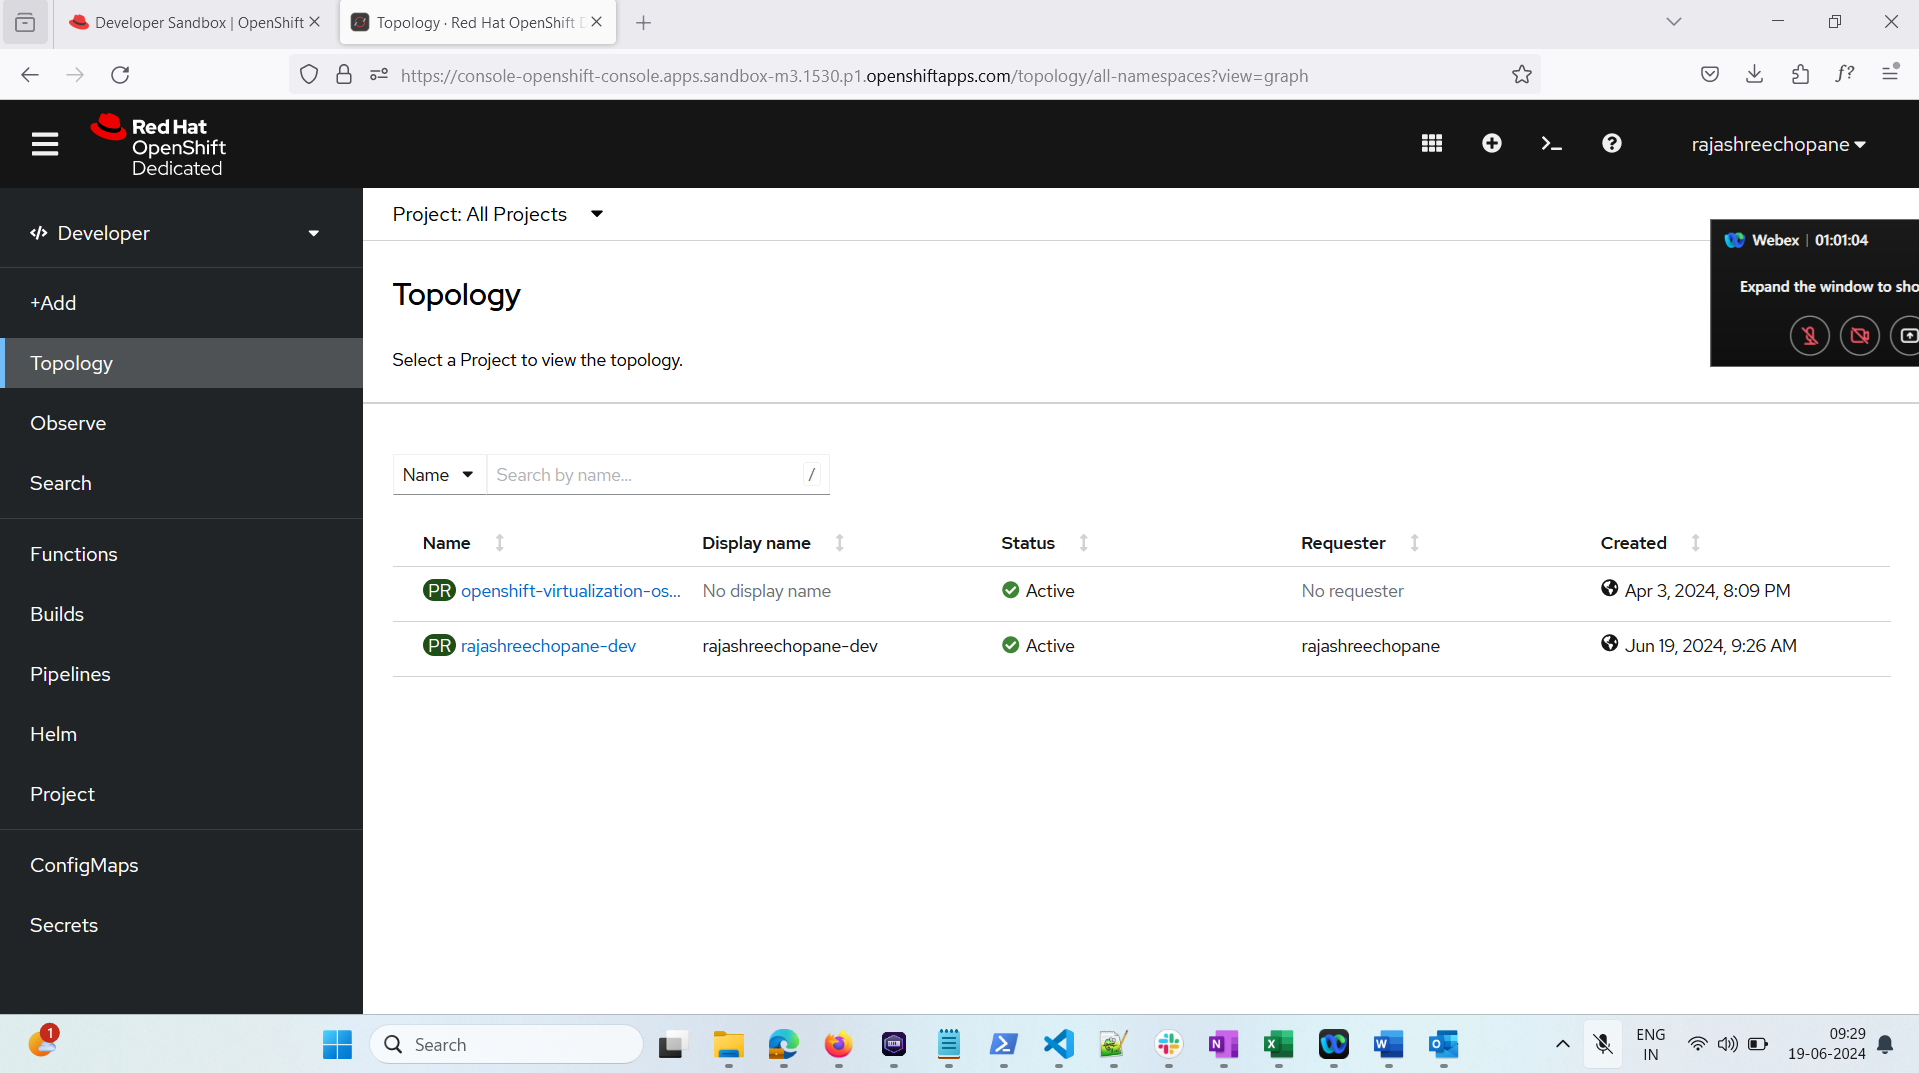 Developer Sandbox | OpenShift
Topology · Red Hat OpenShift
https://console-openshift-console.apps.sandbox-m3.1530.p1.openshiftapps.com/topology/all-namespaces?view=graph
Red Hat
OpenShift
Dedicated
rajashreechopane
Developer
+Add
Topology
Observe
Search
Functions
Builds
Pipelines
Helm
Project
ConfigMaps
Secrets
Project: All Projects
Topology
Select a Project to view the topology.
Webex | 01:01:04
Expand the window to sho
Name Search by name... /
Name Display name Status Requester Created
PR openshift-virtualization-os... No display name Active No requester Apr 3, 2024, 8:09 PM
PR rajashreechopane-dev rajashreechopane-dev Active rajashreechopane Jun 19, 2024, 9:26 AM
1
Search
ENG
IN
09:29
19-06-2024